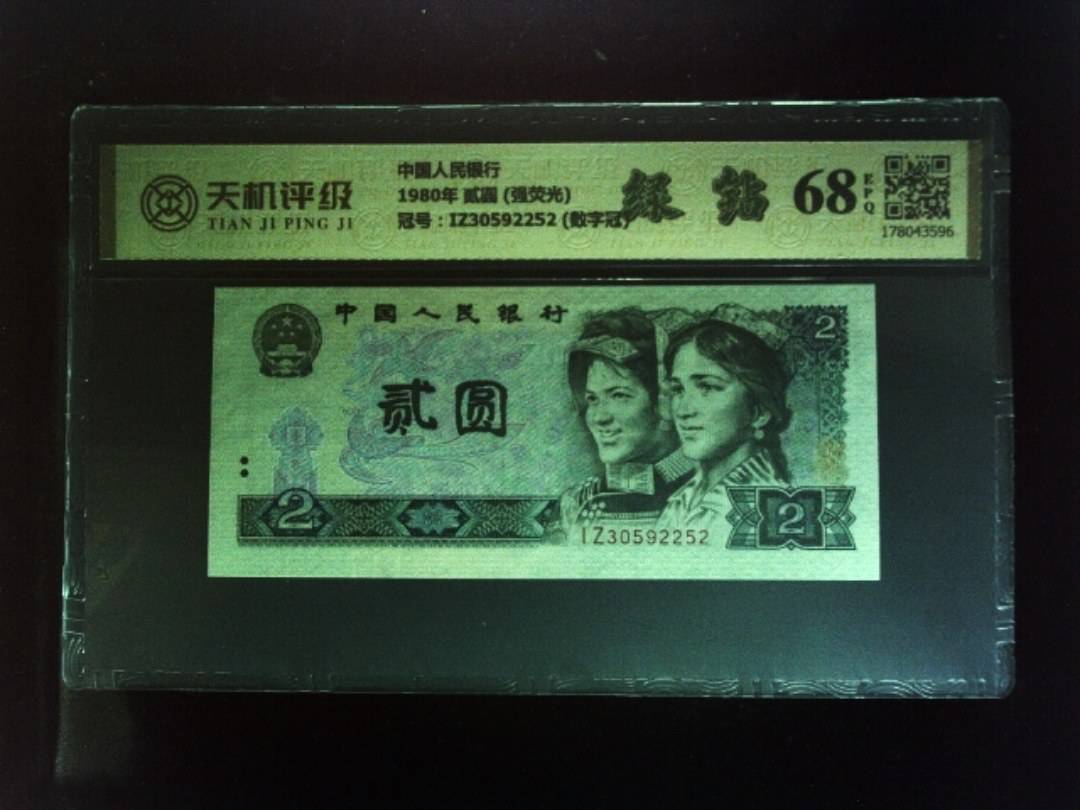 天机评级
TIAN JI PING JI
中国人民银行
1980年 贰圆 (强荧光)
冠号：IZ30592252 (数字冠)
绿钻
68
EPQ
178043596
中国人民银行
贰圆
2
2
2
IZ30592252